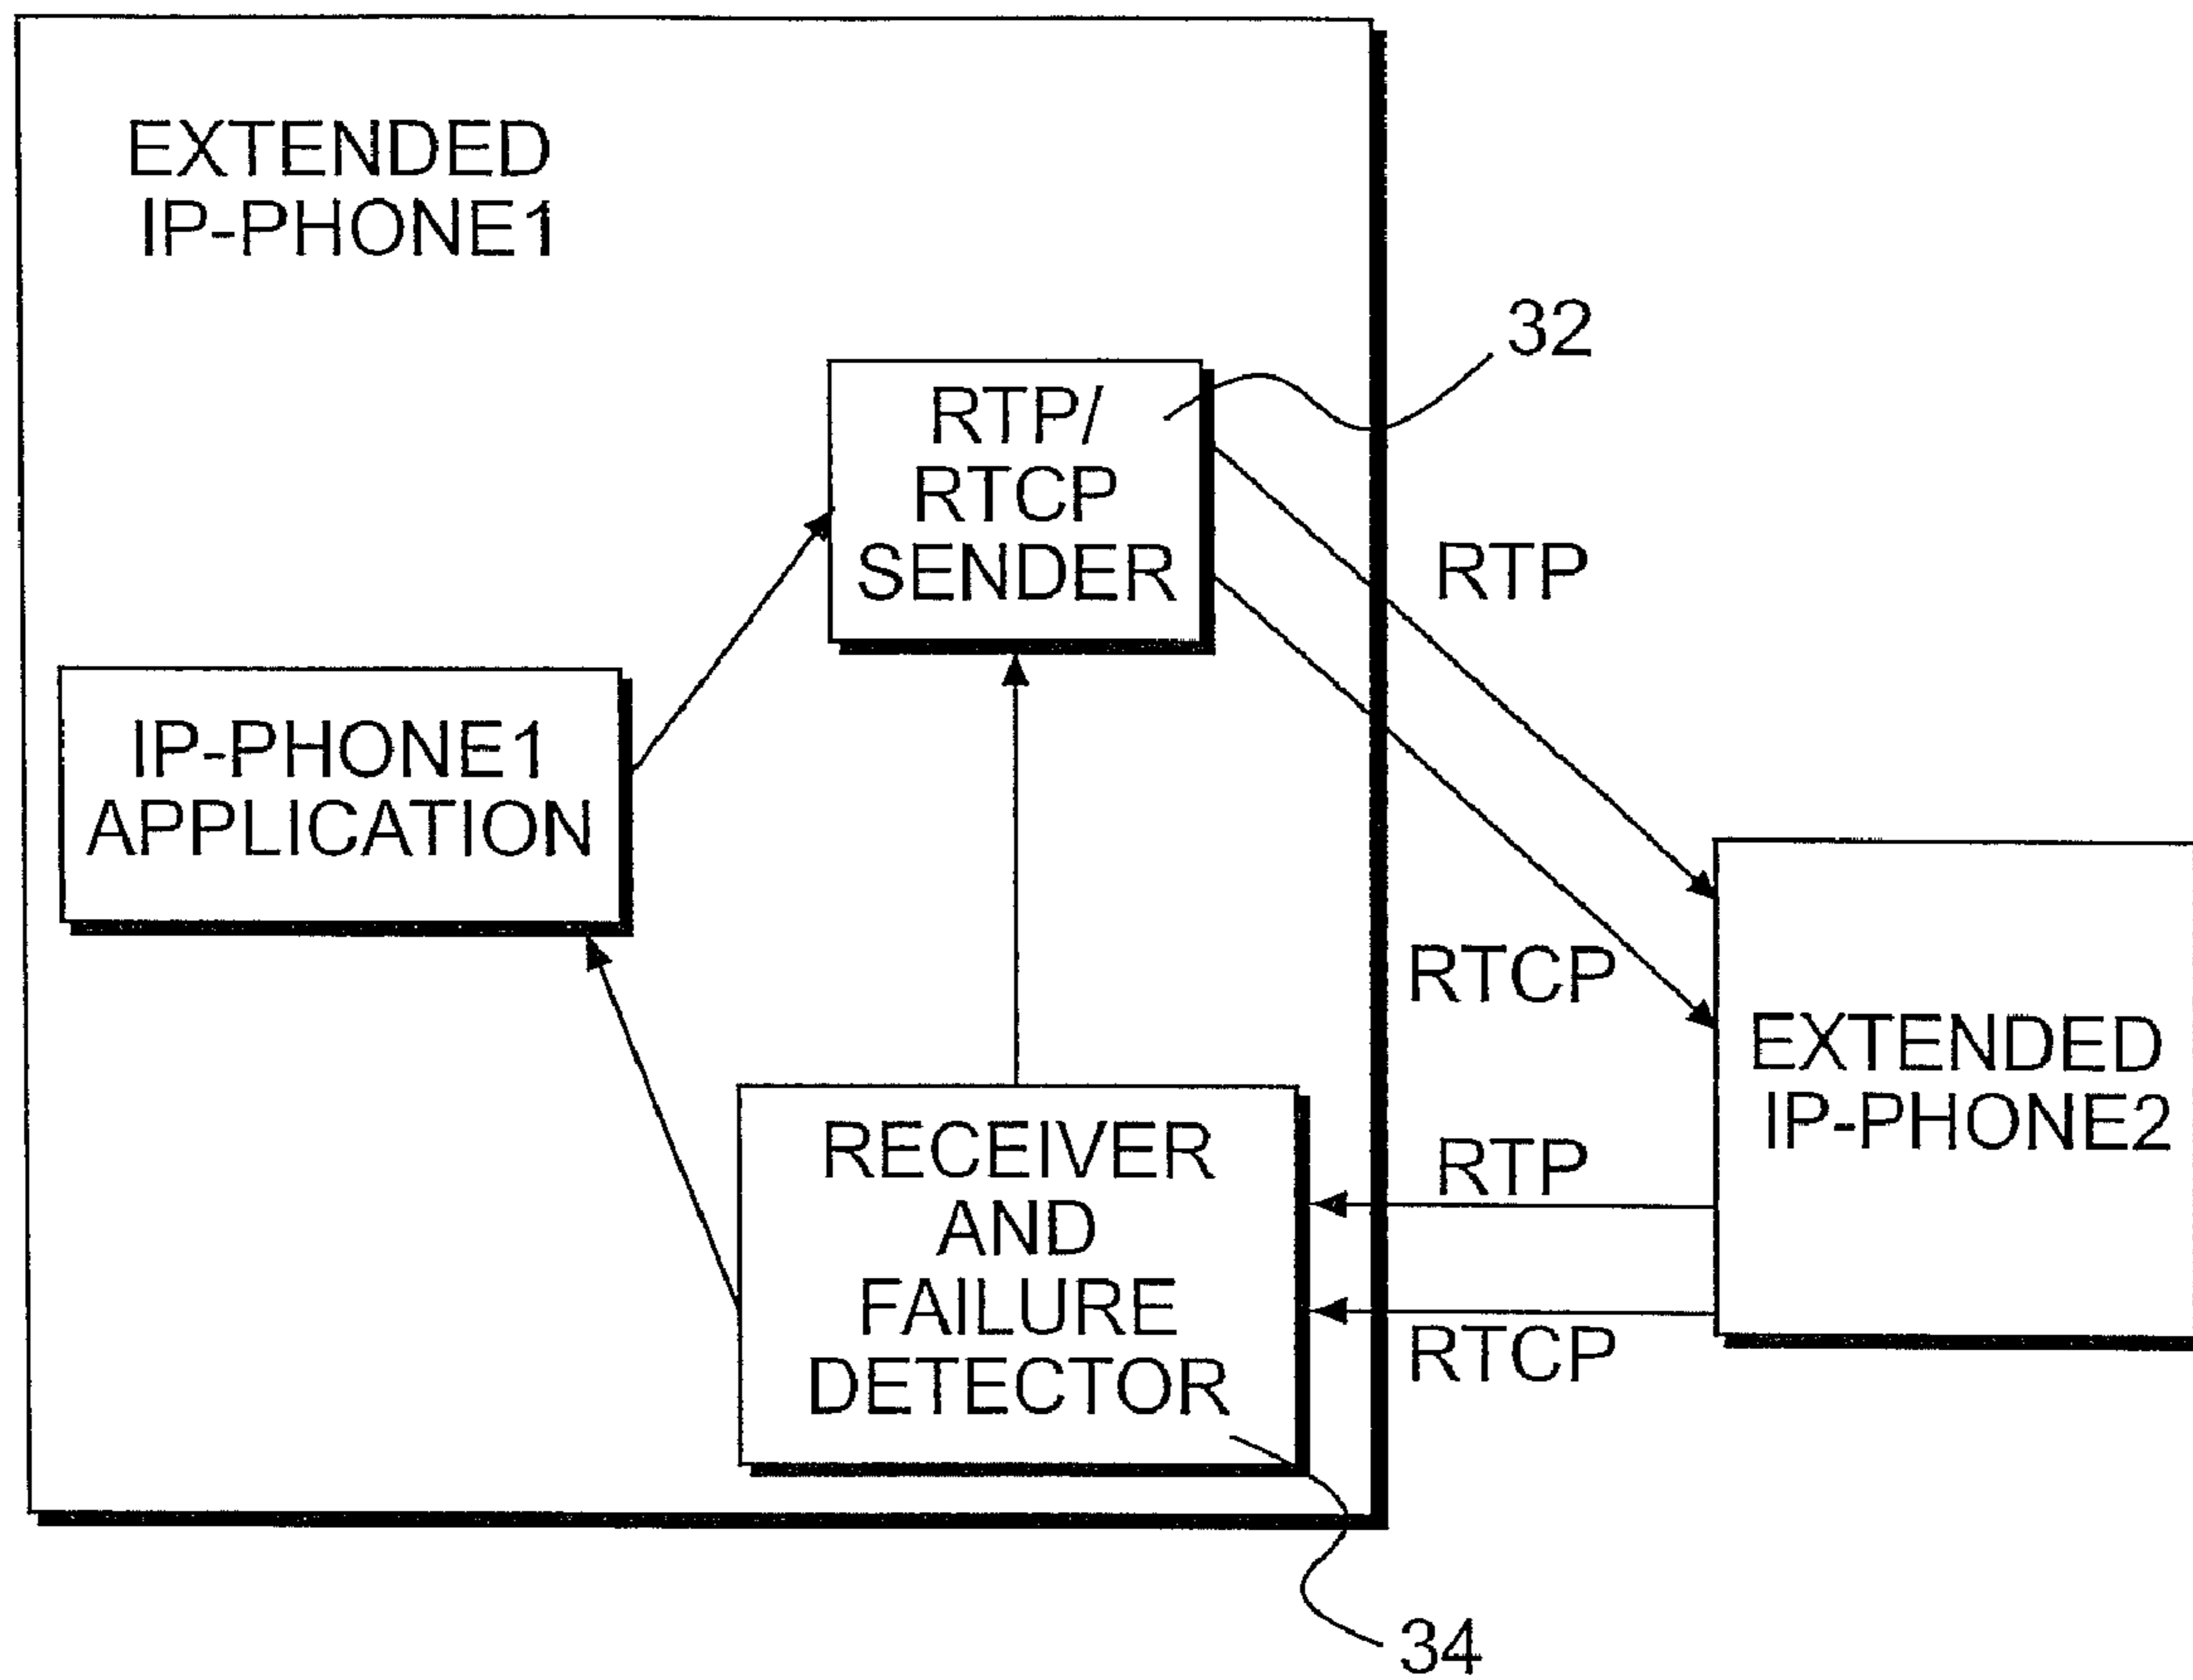 EXTENDED
IP-PHONE1
32
RTP/
RTCP
SENDER
RTP
IP-PHONE1
APPLICATION
RTCP
EXTENDED
IP-PHONE2
RECEIVER
AND
FAILURE
DETECTOR
RTP
RTCP
34